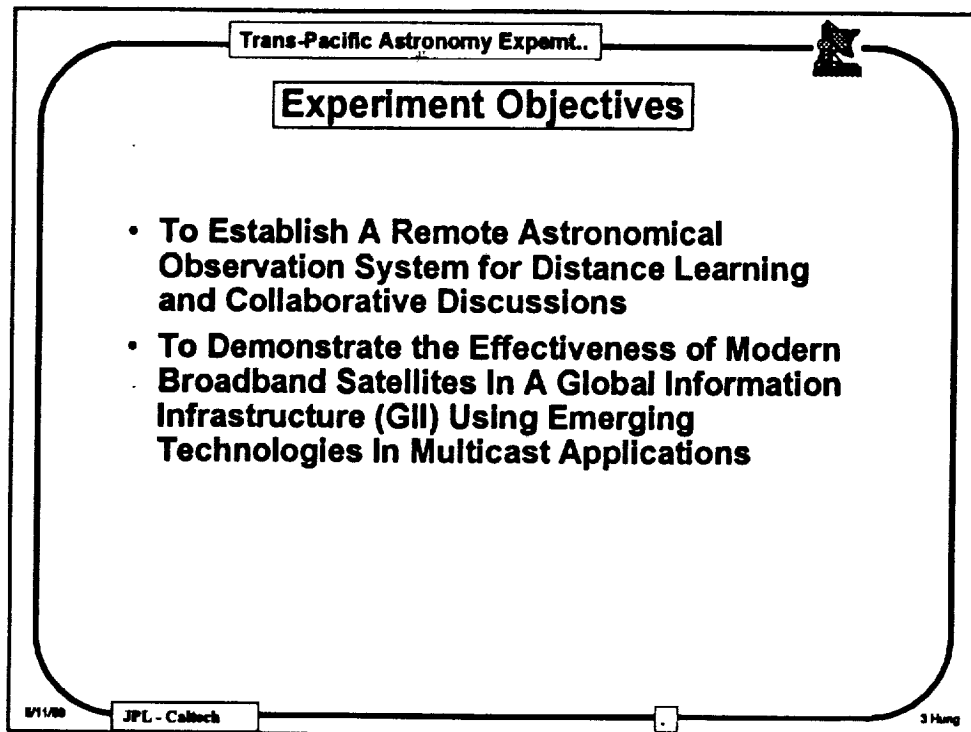 Trans-Pacific Astronomy Expemt..
Experiment Objectives
• To Establish A Remote Astronomical
Observation System for Distance Learning
and Collaborative Discussions
• To Demonstrate the Effectiveness of Modern
Broadband Satellites In A Global Information
Infrastructure (GII) Using Emerging
Technologies In Multicast Applications
JPL - Caltech
3 Hung